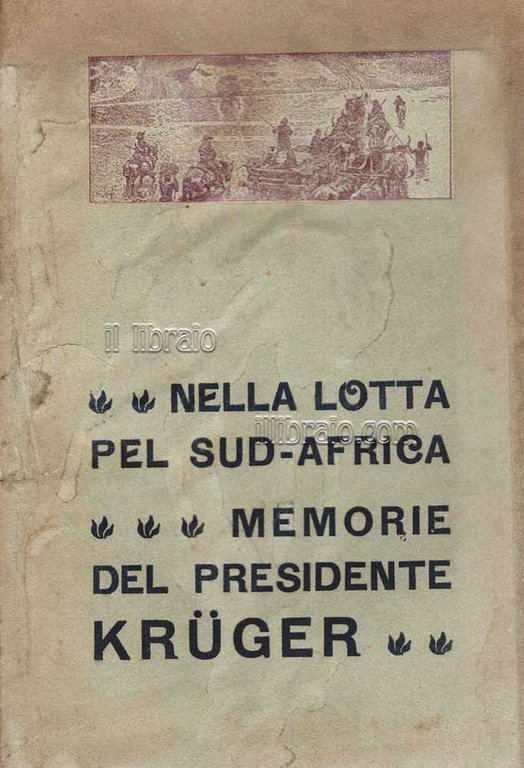 il libraio
NELLA LOTTA
illibraio.com
PEL SUD-AFRICA
MEMORIE
DEL PRESIDENTE
KRÜGER